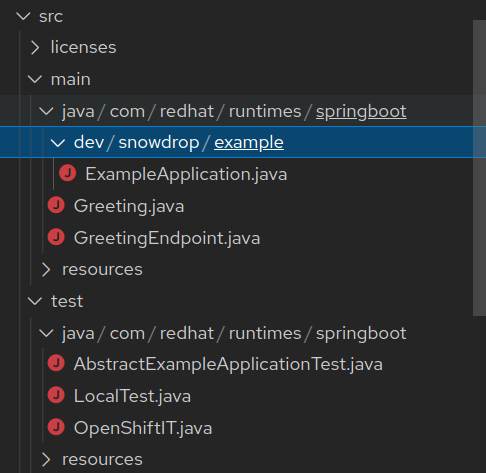 src
licenses
main
java / com / redhat / runtimes / springboot
dev / snowdrop / example
J ExampleApplication.java
J Greeting.java
J GreetingEndpoint.java
resources
test
java / com / redhat / runtimes / springboot
J AbstractExampleApplicationTest.java
J LocalTest.java
J OpenShiftIT.java
resources